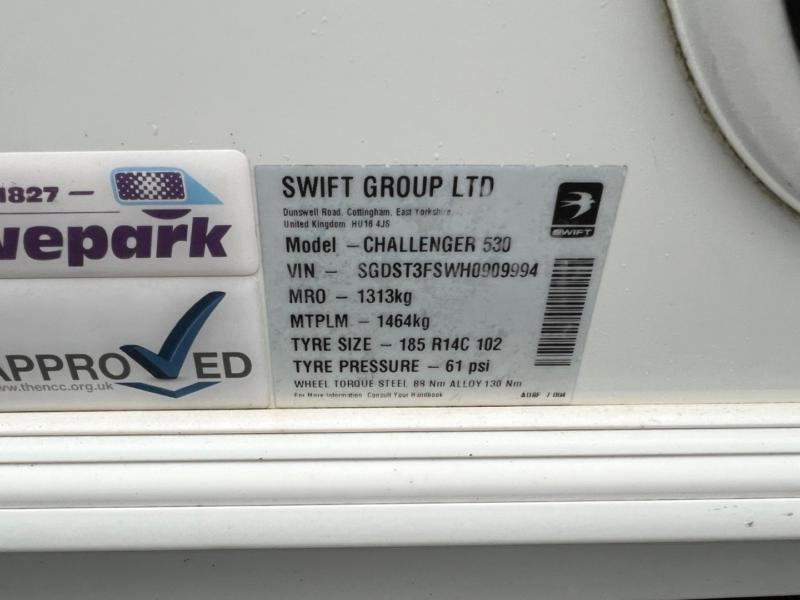 1827 –
wepark
APPROVED
www.thencc.org.uk
SWIFT GROUP LTD
Dunswell Road, Cottingham, East Yorkshire
United Kingdom HU16 4JS
SWIFT
Model – CHALLENGER 530
VIN – SGDST3FSWH0909994
MRO – 1313kg
MTPLM – 1464kg
TYRE SIZE – 185 R14C 102
TYRE PRESSURE – 61 psi
WHEEL TORQUE STEEL 88 Nm ALLOY 130 Nm
For More Information Consult Your Handbook